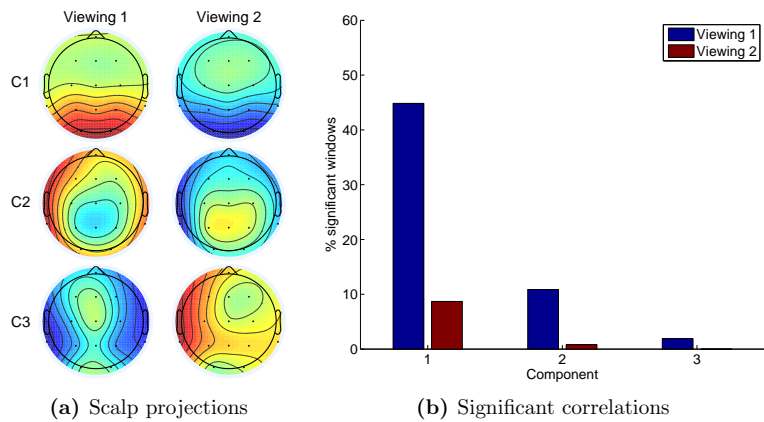 Viewing 1
Viewing 2
C1
C2
C3
(a) Scalp projections
60
50
40
30
20
10
0
% significant windows
Viewing 1
Viewing 2
1
2
3
Component
(b) Significant correlations